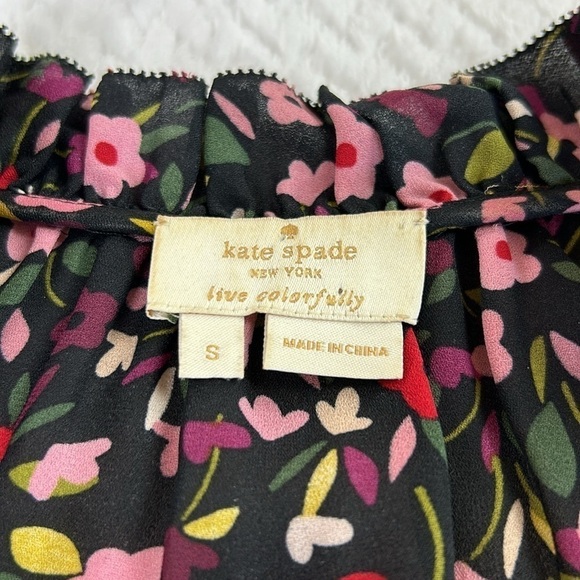 kate spade
NEW YORK
live colorfully
S
MADE IN CHINA